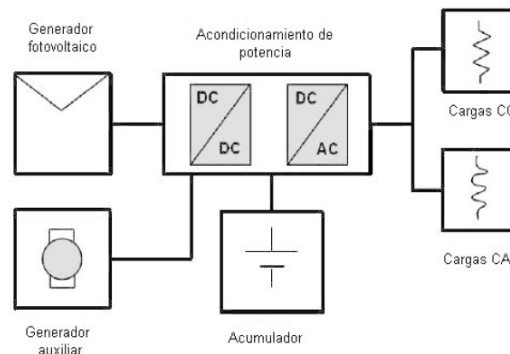 Generador
fotovoltaico
Acondicionamiento de
potencia
DC
DC
DC
AC
Cargas CC
Cargas CA
Generador
auxiliar
Acumulador